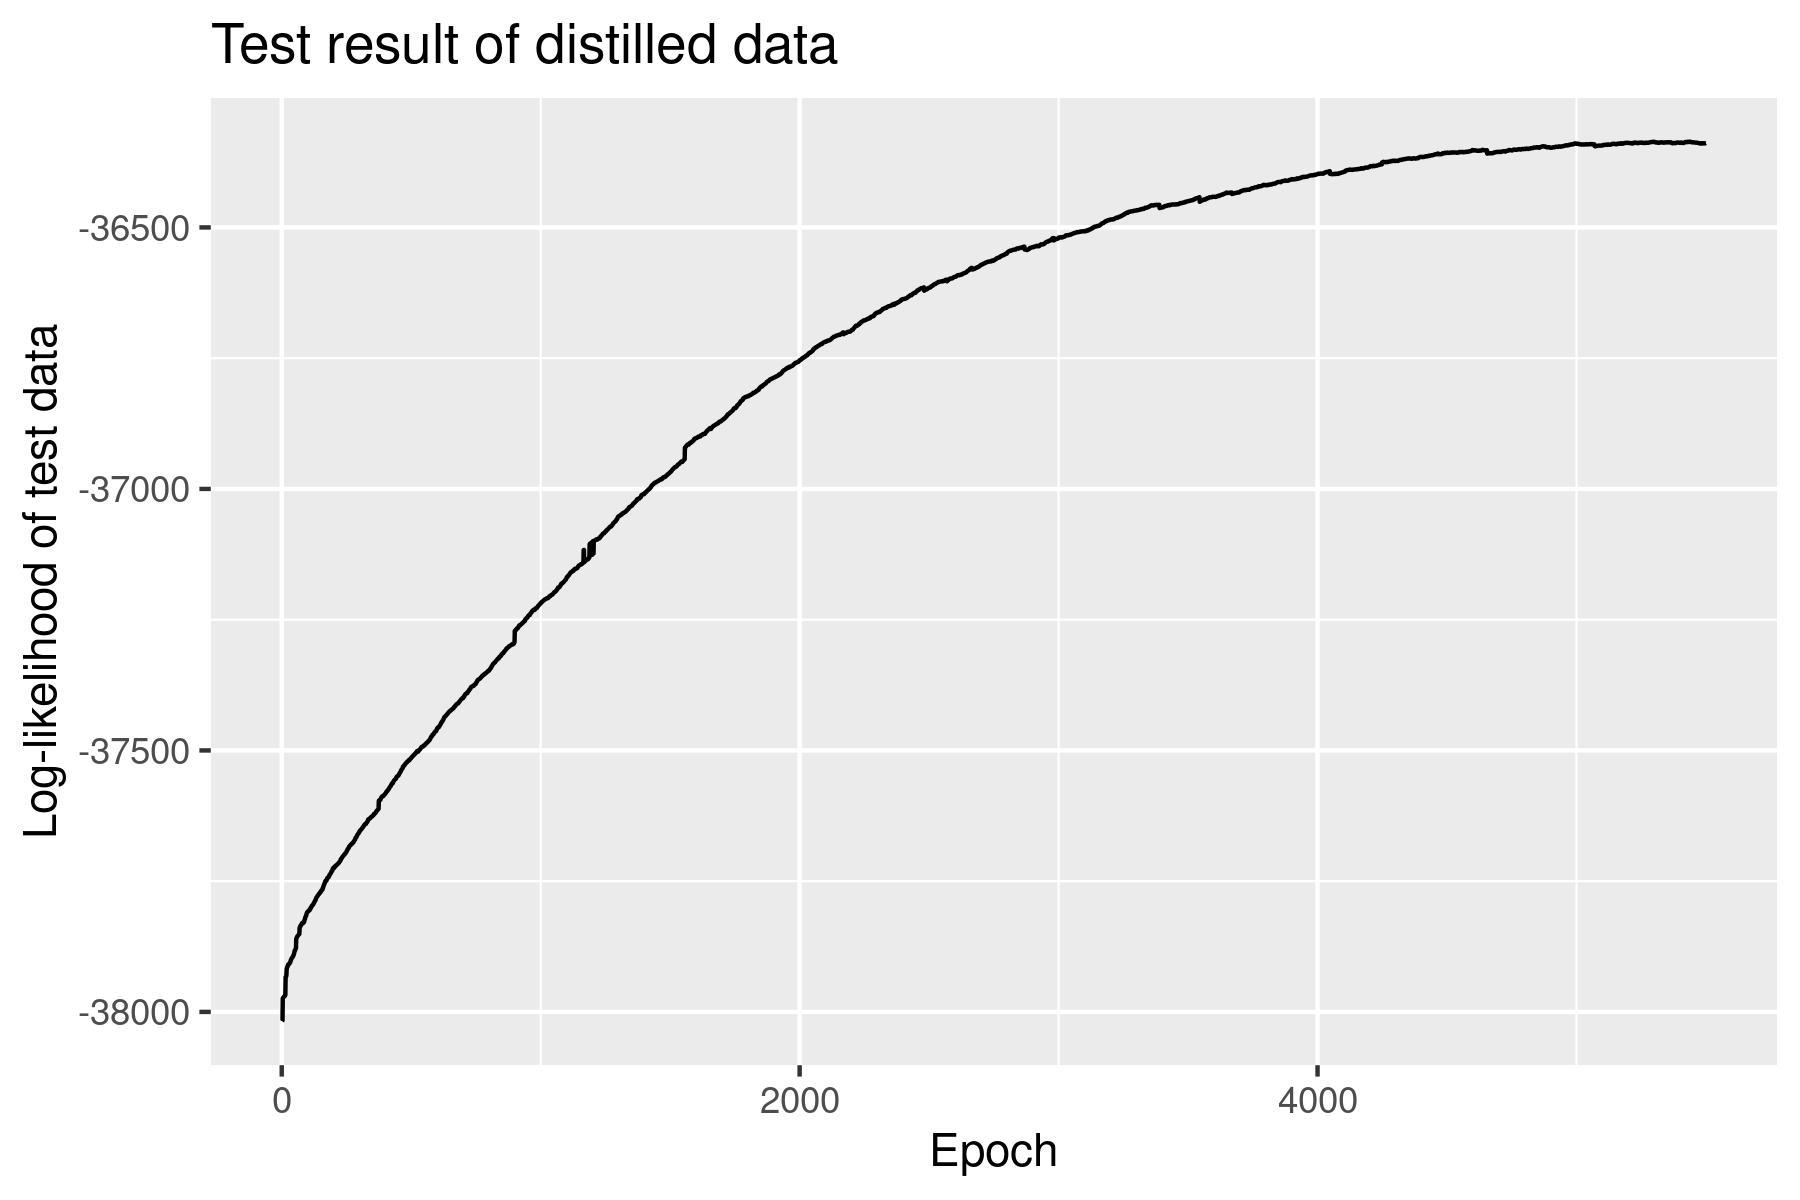 Test result of distilled data
Log-likelihood of test data
-36500
-37000
-37500
-38000
0
2000
4000
Epoch